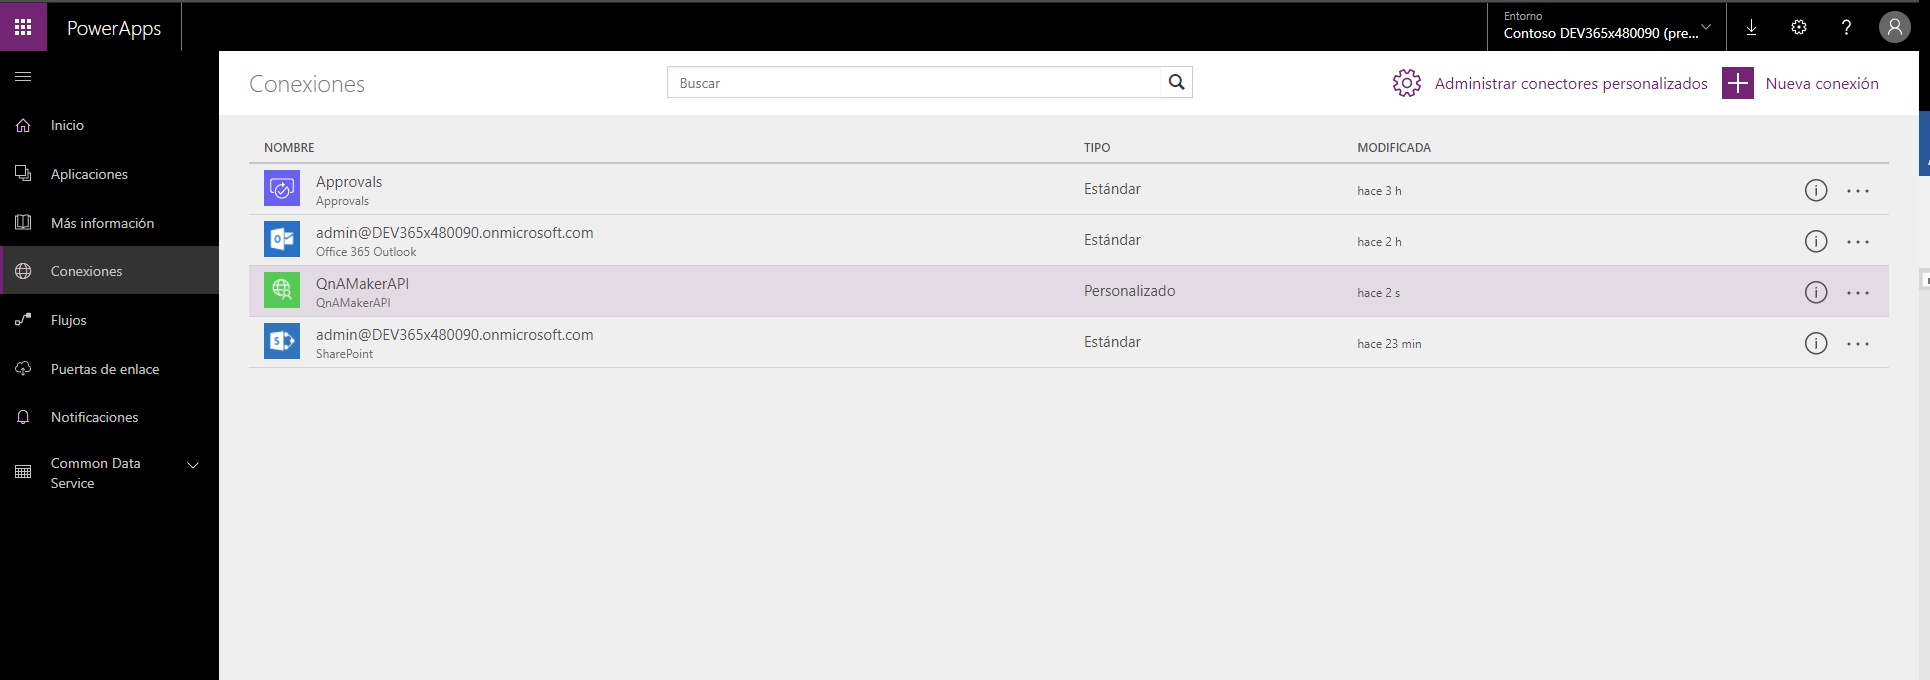 PowerApps
Entorno
Contoso DEV365x480090 (pre...
?
Conexiones
Buscar
Administrar conectores personalizados
Nueva conexión
Inicio
Aplicaciones
Más información
Conexiones
Flujos
Puertas de enlace
Notificaciones
Common Data
Service
NOMBRE TIPO MODIFICADA
Approvals
Approvals
Estándar
hace 3 h
admin@DEV365x480090.onmicrosoft.com
Office 365 Outlook
Estándar
hace 2 h
QnAMakerAPI
QnAMakerAPI
Personalizado
hace 2 s
admin@DEV365x480090.onmicrosoft.com
SharePoint
Estándar
hace 23 min